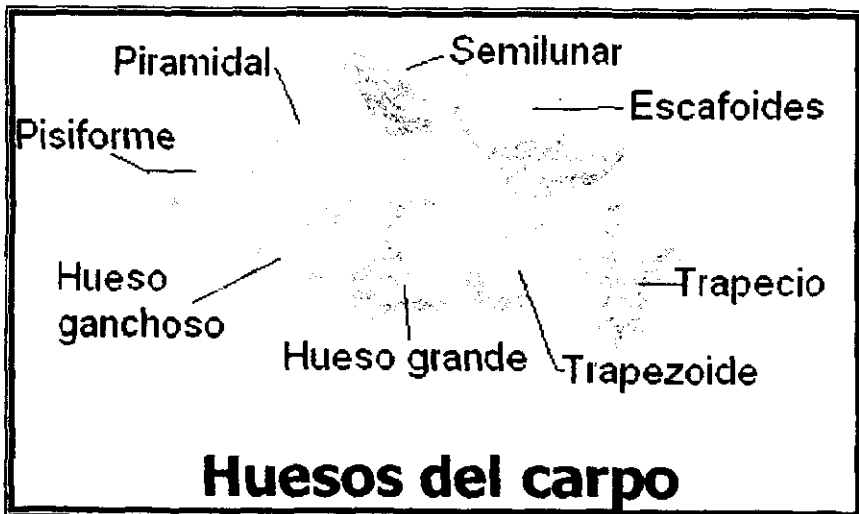 Piramidal
Semilunar
Escafoides
Pisiforme
Hueso
ganchoso
Hueso grande
Trapezoide
Trapecio
Huesos del carpo